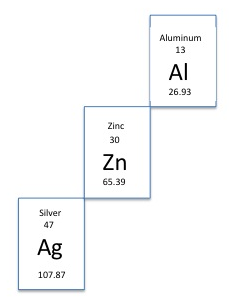 Aluminum
13
Al
26.93
Zinc
30
Zn
65.39
Silver
47
Ag
107.87